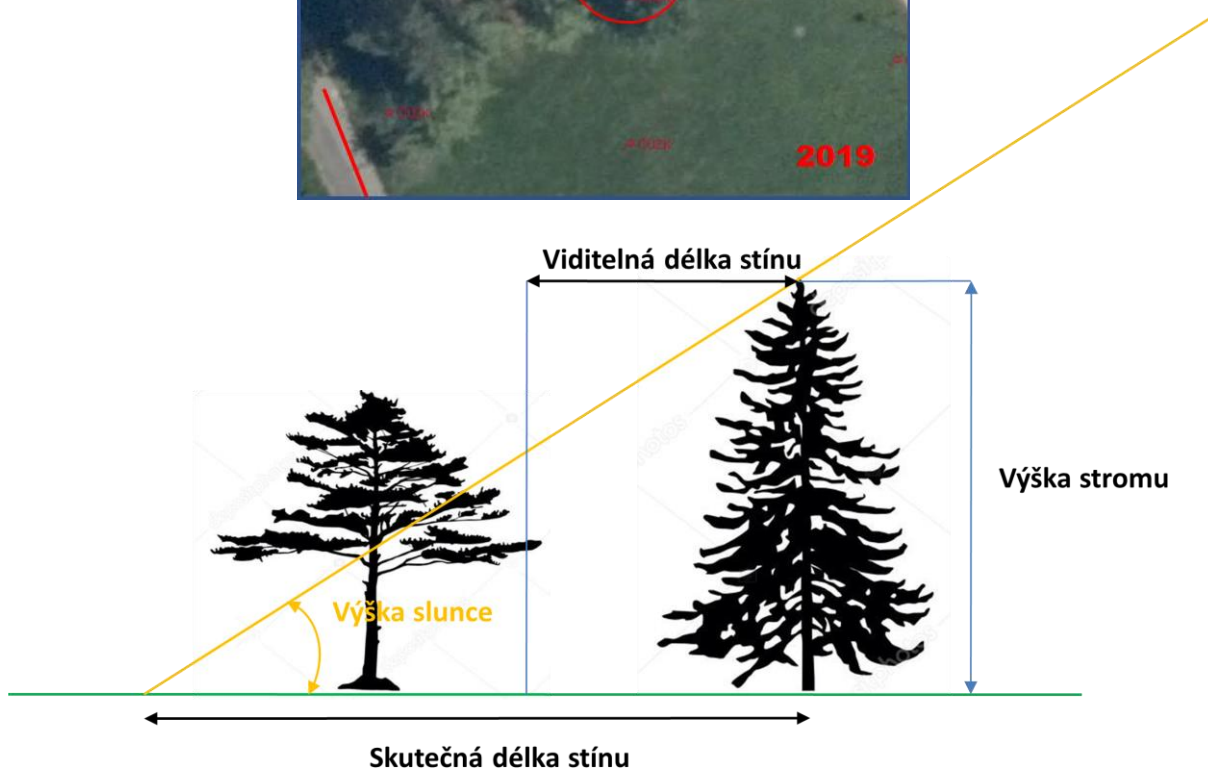 2019
Viditelná délka stínu
Výška stromu
Výška slunce
Skutečná délka stínu